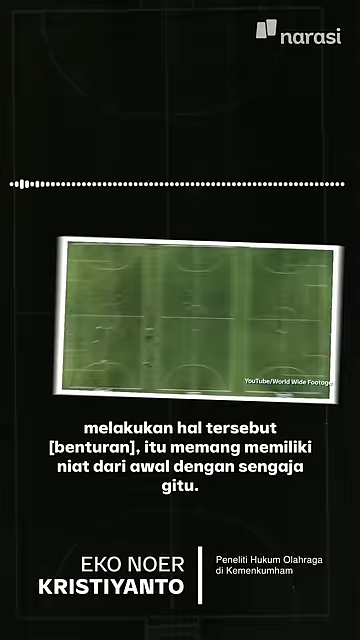 narasi
YouTube/World Wide Footage
melakukan hal tersebut
[benturan], itu memang memiliki
niat dari awal dengan sengaja
gitu.
EKO NOER
KRISTIYANTO
Peneliti Hukum Olahraga
di Kemenkumham